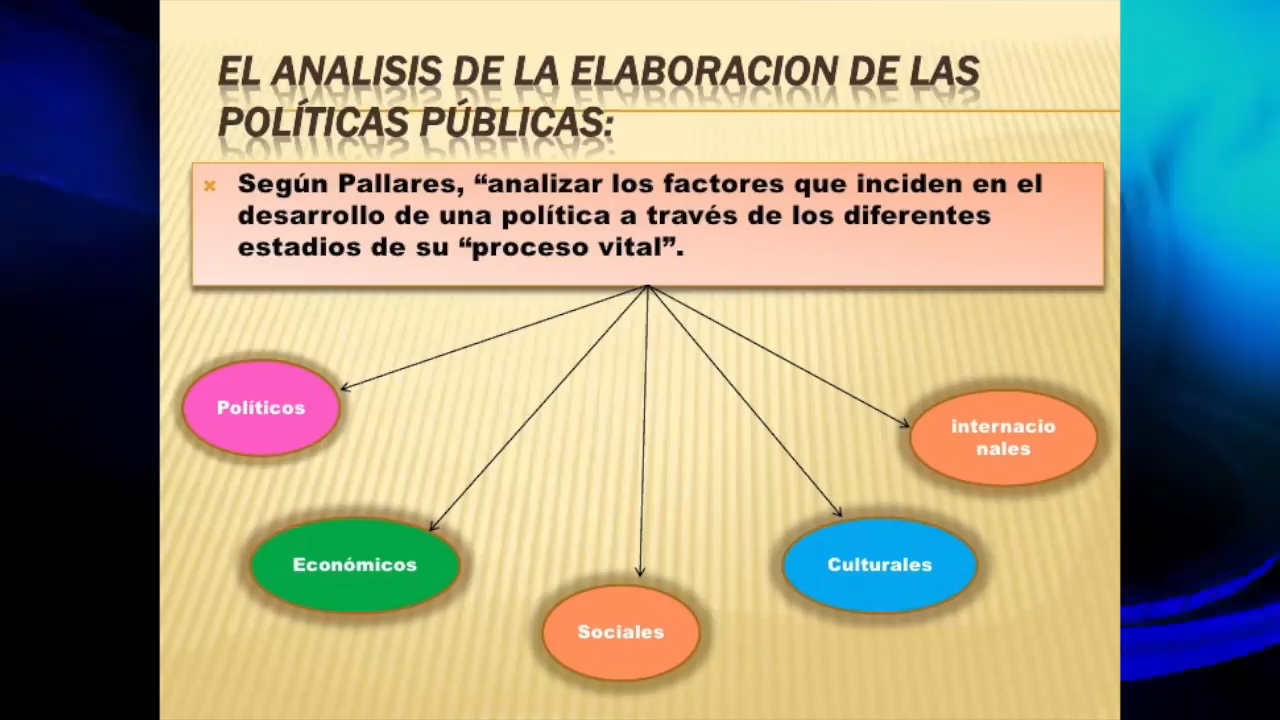 EL ANALISIS DE LA ELABORACION DE LAS
POLÍTICAS PÚBLICAS:
Según Pallares, “analizar los factores que inciden en el
desarrollo de una política a través de los diferentes
estadios de su “proceso vital”.
Políticos
internacio
nales
Económicos
Culturales
Sociales